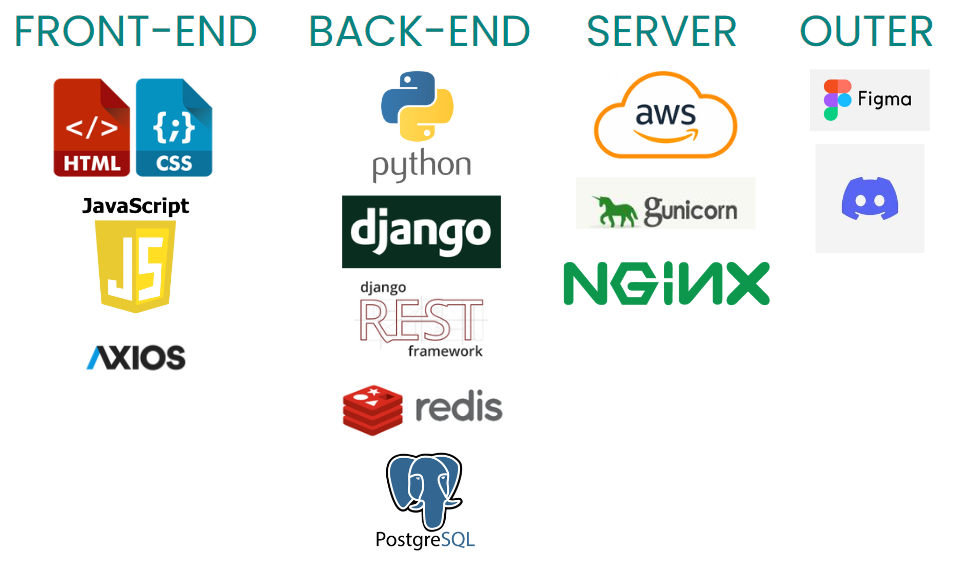 FRONT-END
</>
HTML
{;}
CSS
JavaScript
JS
AXIOS
BACK-END
python
django
django
REST
framework
redis
PostgreSQL
SERVER
aws
gunicorn
NGiNX
OUTER
Figma